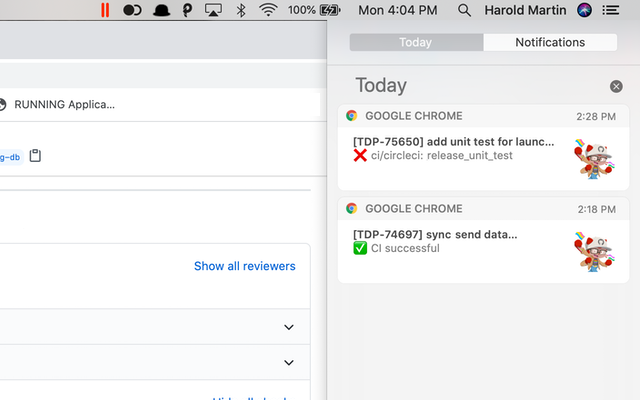 100% Mon 4:04 PM Harold Martin
Today Notifications
RUNNING Applica...
g-db
Show all reviewers
Today
GOOGLE CHROME 2:28 PM
[TDP-75650] add unit test for launc...
❌ ci/circleci: release_unit_test
GOOGLE CHROME 2:18 PM
[TDP-74697] sync send data...
✅ CI successful